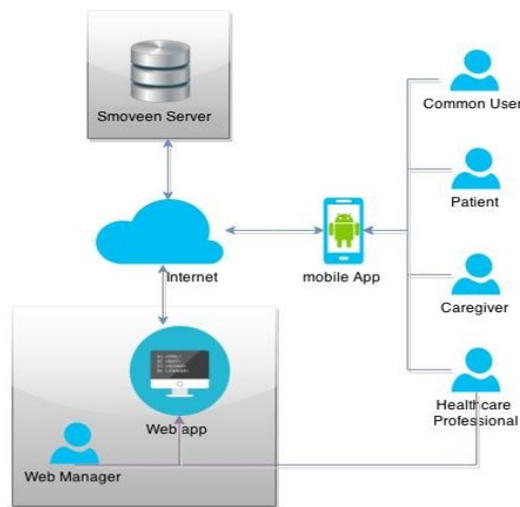 Smoveen Server
Common User
Patient
Internet
mobile App
Caregiver
Healthcare
Professional
Web app
Web Manager